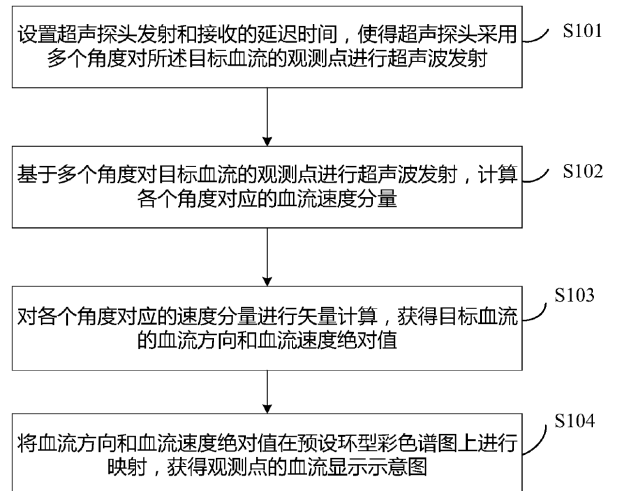 设置超声探头发射和接收的延迟时间，使得超声探头采用
多个角度对所述目标血流的观测点进行超声波发射
S101
基于多个角度对目标血流的观测点进行超声波发射，计算
各个角度对应的血流速度分量
S102
对各个角度对应的速度分量进行矢量计算，获得目标血流
的血流方向和血流速度绝对值
S103
将血流方向和血流速度绝对值在预设环型彩色谱图上进行
映射，获得观测点的血流显示示意图
S104